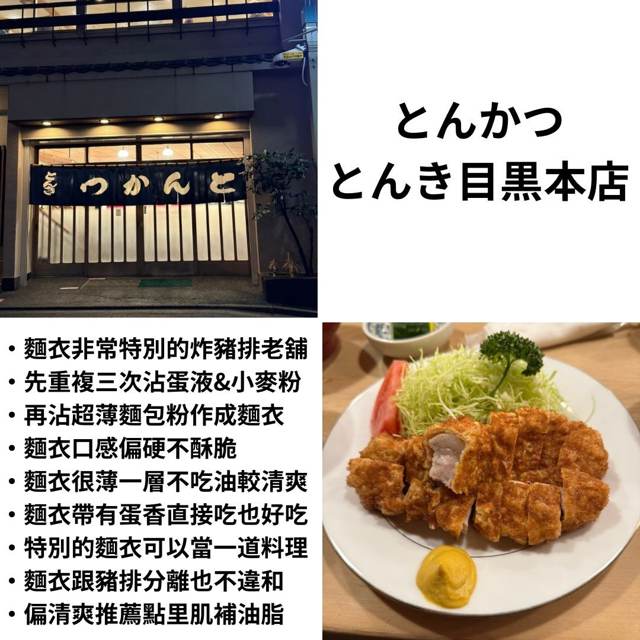 とんかつ
とんき
とんかつ
とんき目黒本店
・麵衣非常特別的炸豬排老舖
・先重複三次沾蛋液&小麥粉
・再沾超薄麵包粉作成麵衣
・麵衣口感偏硬不酥脆
・麵衣很薄一層不吃油較清爽
・麵衣帶有蛋香直接吃也好吃
・特別的麵衣可以當一道料理
・麵衣跟豬排分離也不違和
・偏清爽推薦點里肌補油脂